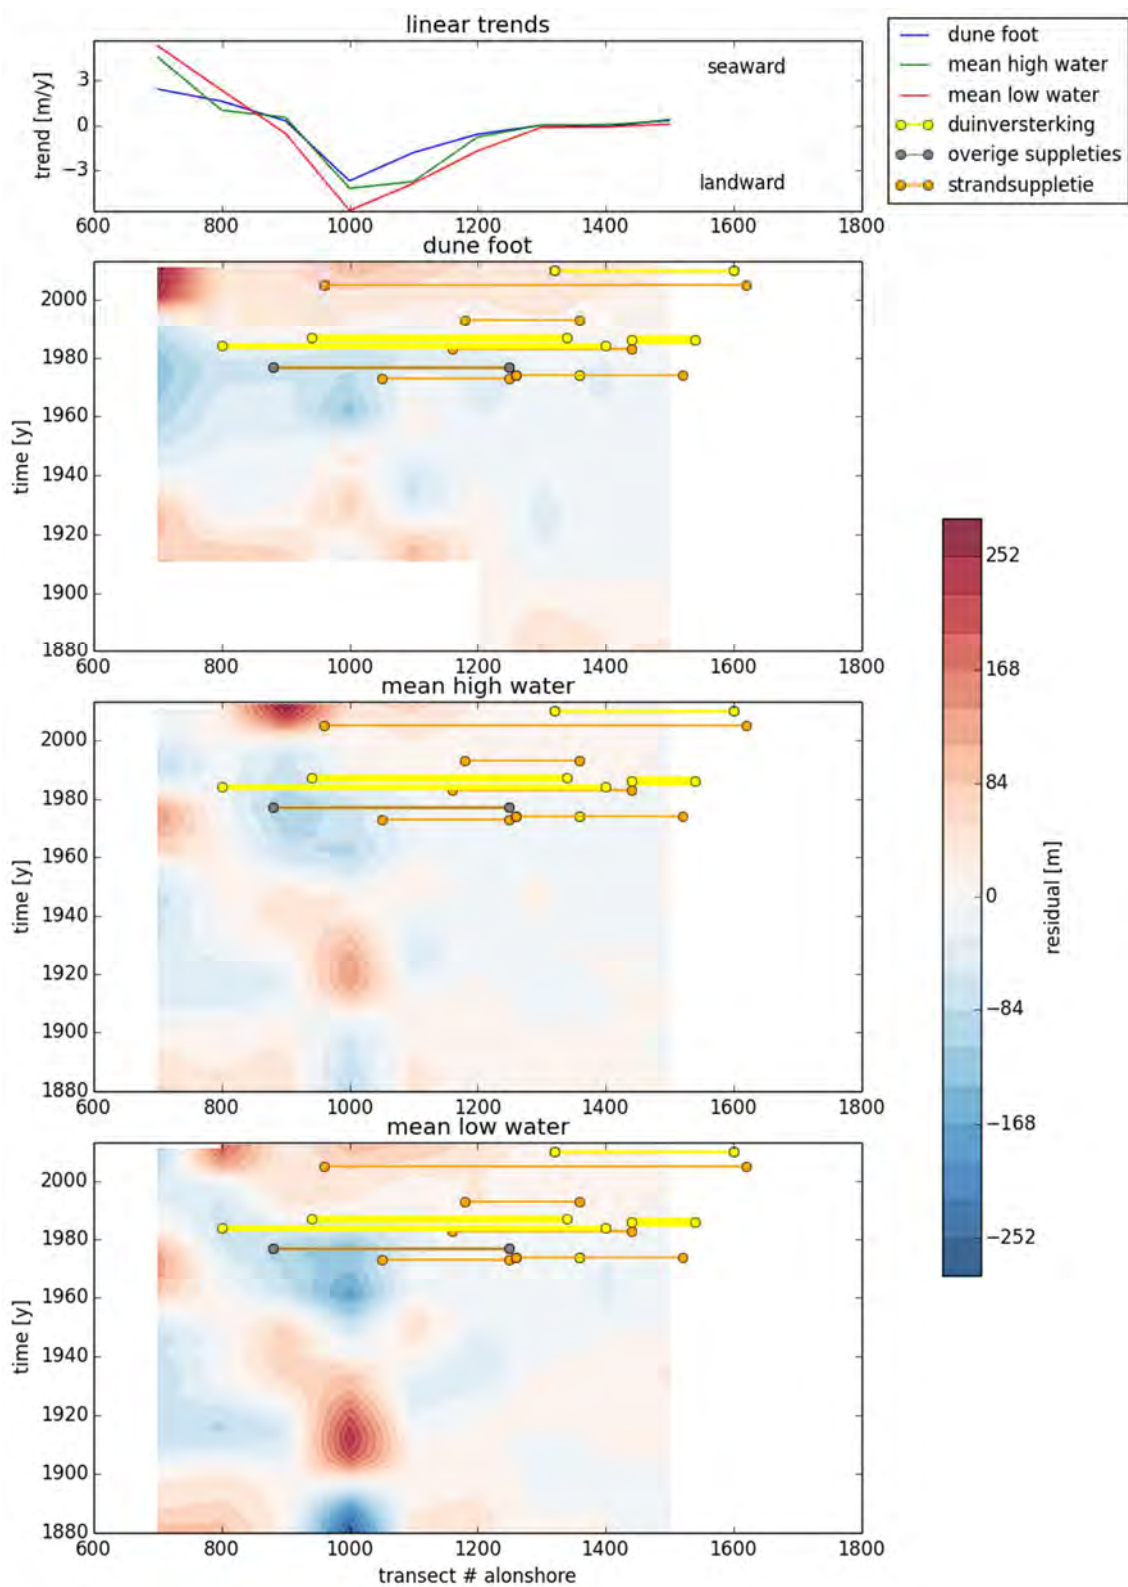 linear trends
trend [m/y]
3
0
−3
seaward
landward
600 800 1000 1200 1400 1600 1800
dune foot
mean high water
mean low water
duinversterking
overige suppleties
strandsuppletie
dune foot
time [y]
2000
1980
1960
1940
1920
1900
1880
600 800 1000 1200 1400 1600 1800
mean high water
time [y]
2000
1980
1960
1940
1920
1900
1880
600 800 1000 1200 1400 1600 1800
mean low water
time [y]
2000
1980
1960
1940
1920
1900
1880
600 800 1000 1200 1400 1600 1800
transect # alonshore
252
168
84
0
−84
−168
−252
residual [m]